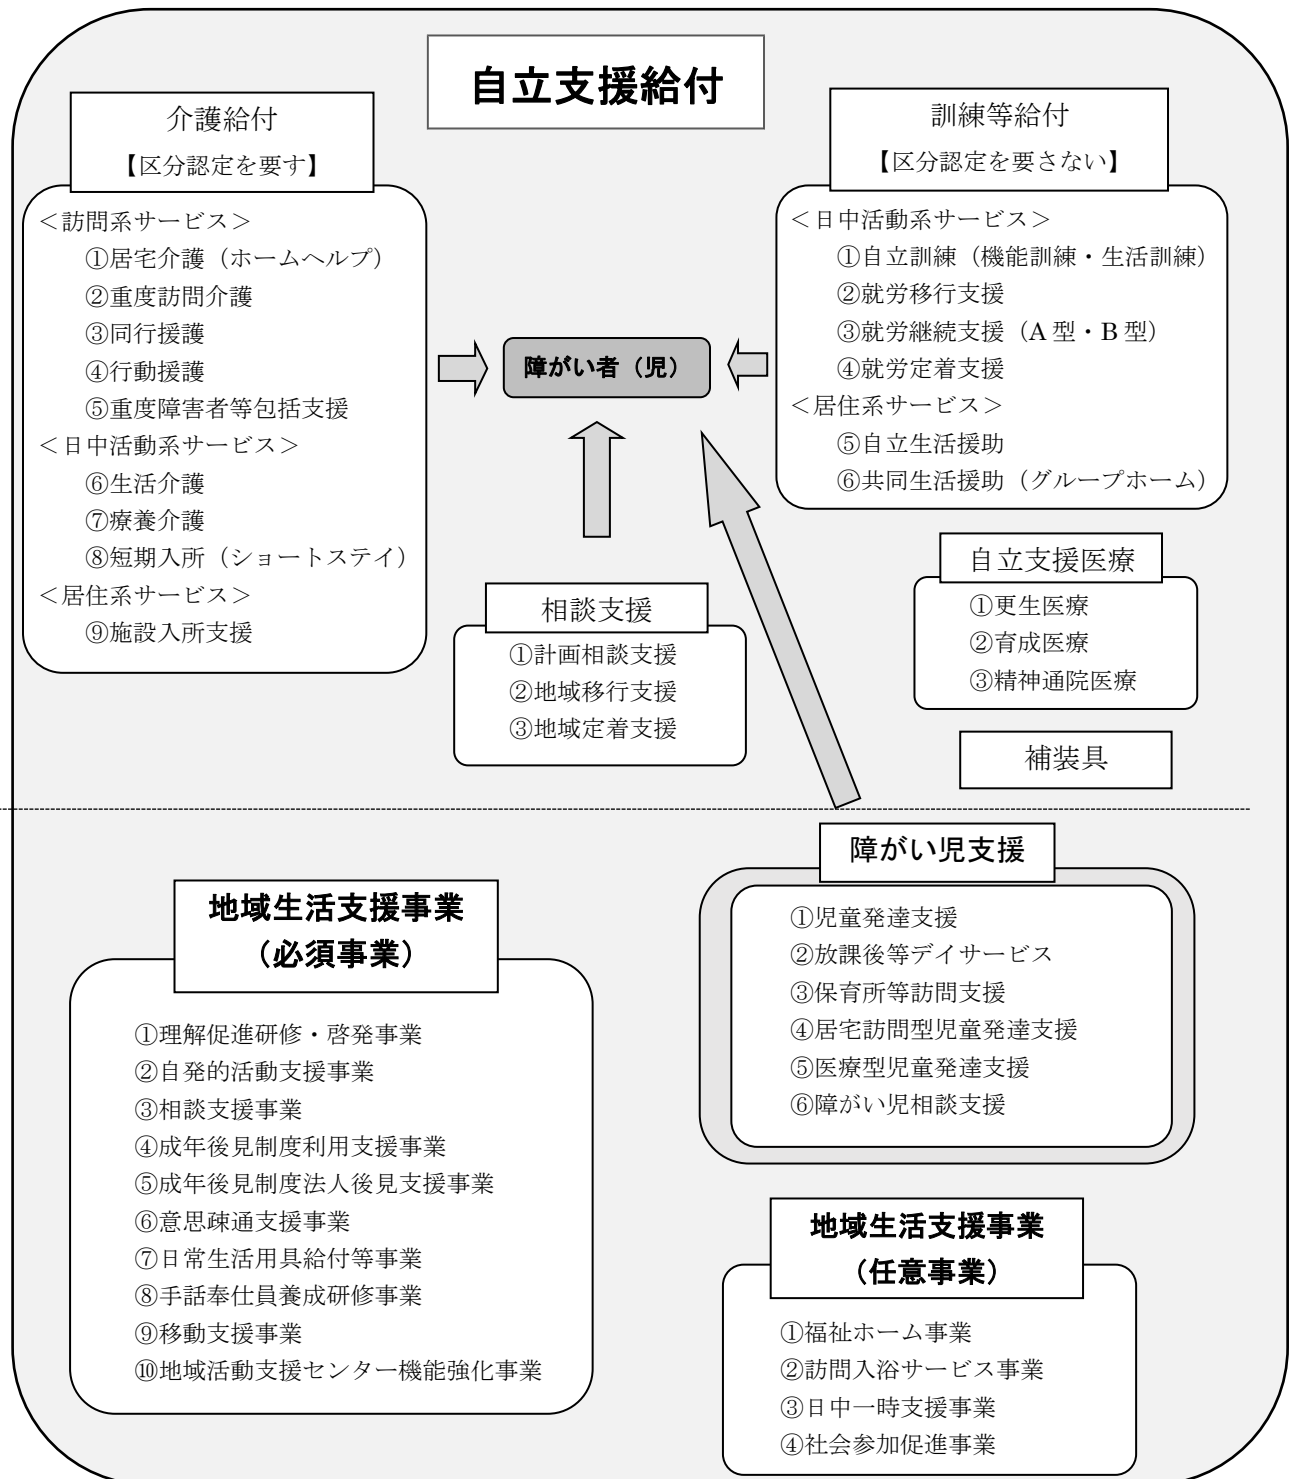 自立支援給付
介護給付
【区分認定を要す】
＜訪問系サービス＞
①居宅介護（ホームヘルプ）
②重度訪問介護
③同行援護
④行動援護
⑤重度障害者等包括支援
＜日中活動系サービス＞
⑥生活介護
⑦療養介護
⑧短期入所（ショートステイ）
＜居住系サービス＞
⑨施設入所支援
障がい者（児）
訓練等給付
【区分認定を要さない】
＜日中活動系サービス＞
①自立訓練（機能訓練・生活訓練）
②就労移行支援
③就労継続支援（A型・B型）
④就労定着支援
＜居住系サービス＞
⑤自立生活援助
⑥共同生活援助（グループホーム）
相談支援
①計画相談支援
②地域移行支援
③地域定着支援
自立支援医療
①更生医療
②育成医療
③精神通院医療
補装具
地域生活支援事業
（必須事業）
①理解促進研修・啓発事業
②自発的活動支援事業
③相談支援事業
④成年後見制度利用支援事業
⑤成年後見制度法人後見支援事業
⑥意思疎通支援事業
⑦日常生活用具給付等事業
⑧手話奉仕員養成研修事業
⑨移動支援事業
⑩地域活動支援センター機能強化事業
障がい児支援
①児童発達支援
②放課後等デイサービス
③保育所等訪問支援
④居宅訪問型児童発達支援
⑤医療型児童発達支援
⑥障がい児相談支援
地域生活支援事業
（任意事業）
①福祉ホーム事業
②訪問入浴サービス事業
③日中一時支援事業
④社会参加促進事業